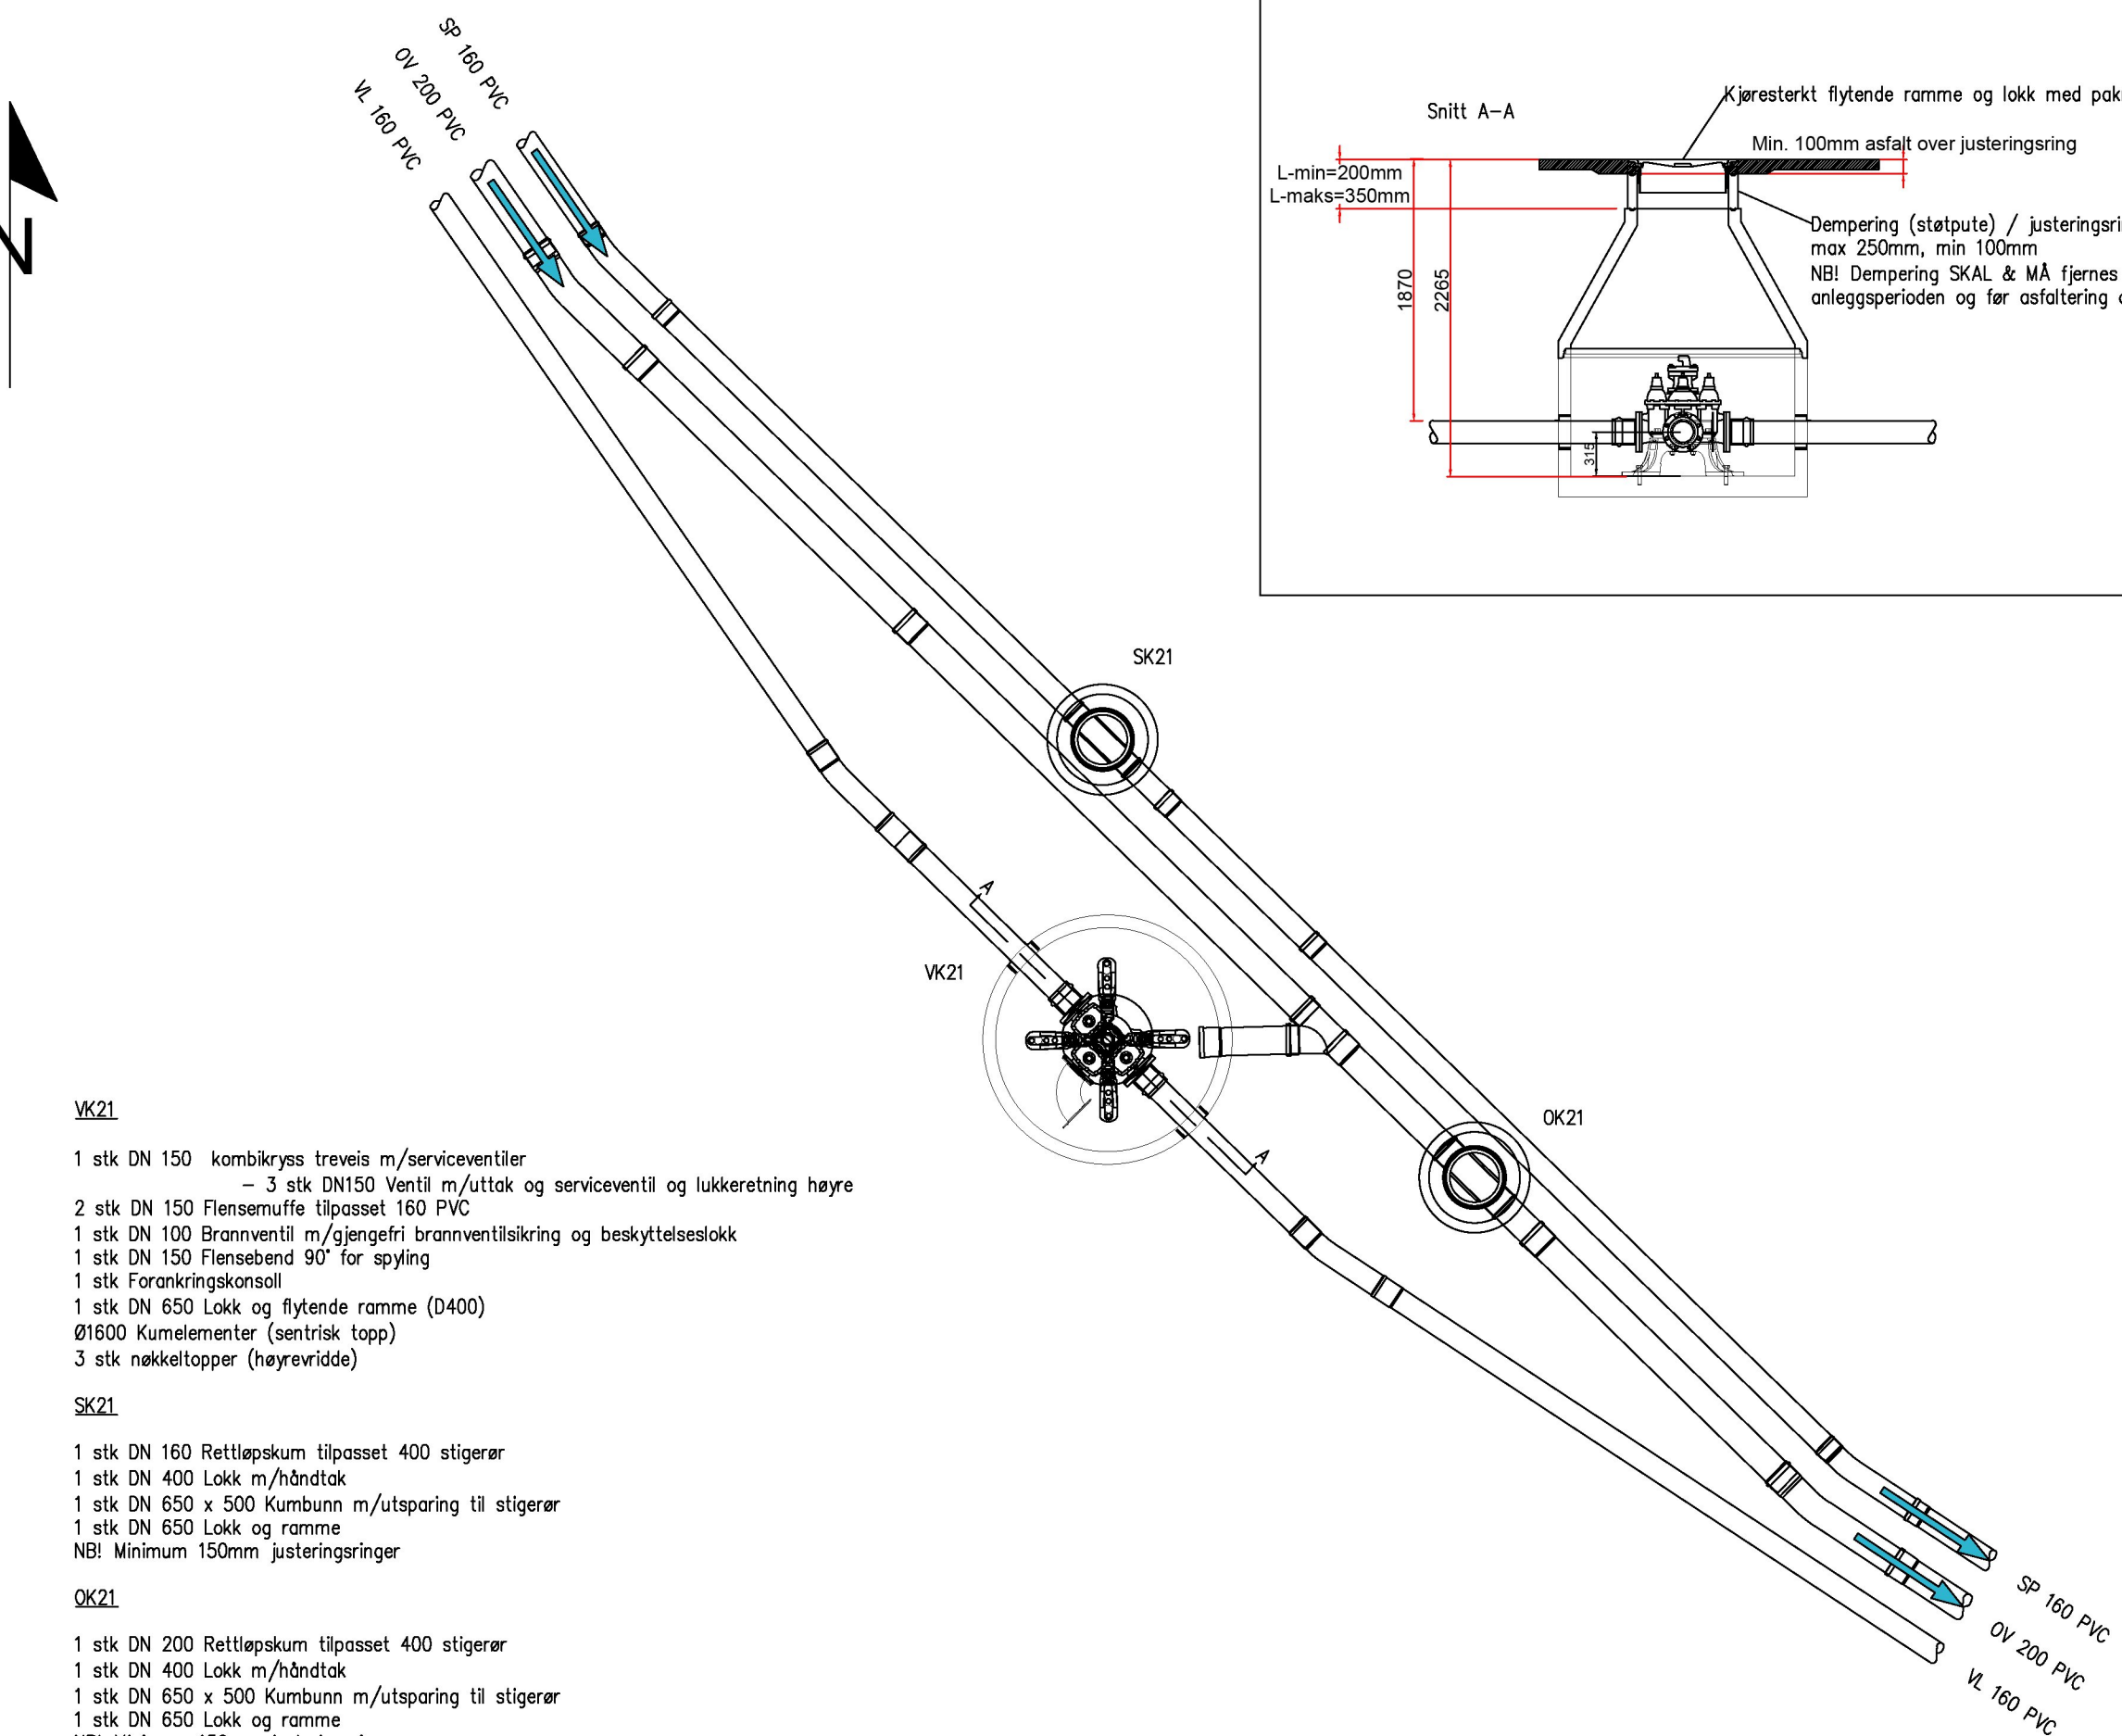 SP 160 PVC
OV 200 PVC
VL 160 PVC
N
Snitt A-A
Kjøresterkt flytende ramme og lokk med
Min. 100mm asfalt over justeringsring
L-min=200mm
L-maks=350mm
Dempering (støtpute) /
max 250mm, min 100mm
NB! Dempering SKAL & MÅ fjernes
anleggsperioden og før asfaltering
1870
2265
315
SK21
A
VK21
OK21
A
VK21
1 stk DN 150 kombikryss treveis m/serviceventiler
- 3 stk DN150 Ventil m/uttak og serviceventil og lukkeretning høyre
2 stk DN 150 Flensemuffe tilpasset 160 PVC
1 stk DN 100 Brannventil m/gjengefri brannventilsikring og beskyttelseslokk
1 stk DN 150 Flensebend 90° for spyling
1 stk Forankringskonsoll
1 stk DN 650 Lokk og flytende ramme (D400)
Ø1600 Kumelementer (sentrisk topp)
3 stk nøkkeltopper (høyrevridde)
SK21
1 stk DN 160 Rettløpskum tilpasset 400 stigerør
1 stk DN 400 Lokk m/håndtak
1 stk DN 650 x 500 Kumbunn m/utsparing til stigerør
1 stk DN 650 Lokk og ramme
NB! Minimum 150mm justeringsringer
OK21
1 stk DN 200 Rettløpskum tilpasset 400 stigerør
1 stk DN 400 Lokk m/håndtak
1 stk DN 650 x 500 Kumbunn m/utsparing til stigerør
1 stk DN 650 Lokk og ramme
SP 160 PVC
OV 200 PVC
VL 160 PVC